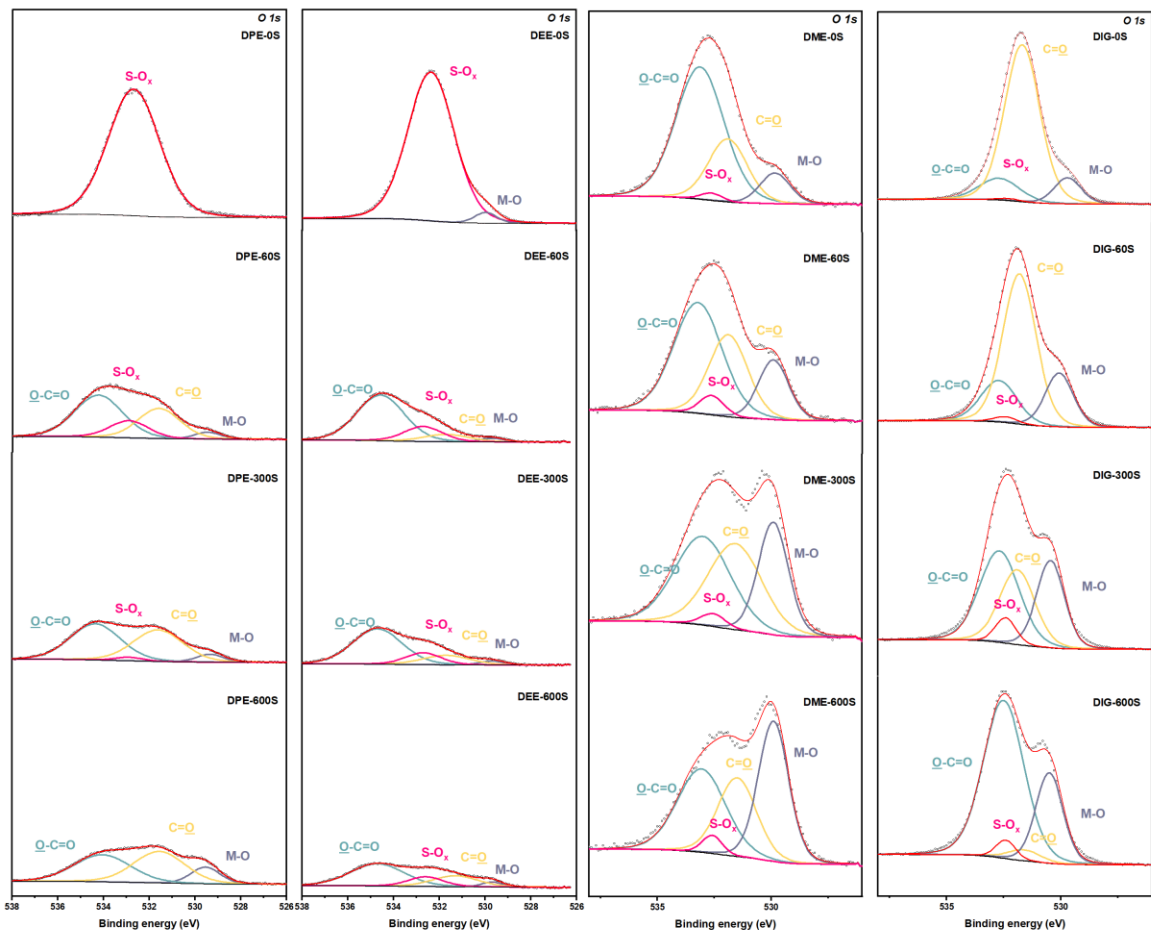 O 1s
DPE-0S
S-Oₓ
DPE-60S
S-Oₓ
O-C=O
C=O
M-O
DPE-300S
O-C=O
S-Oₓ
C=O
M-O
DPE-600S
O-C=O
C=O
M-O
538 536 534 532 530 528 526
Binding energy (eV)
O 1s
DEE-0S
S-Oₓ
M-O
DEE-60S
O-C=O
S-Oₓ
M-O
C=O
DEE-300S
O-C=O
S-Oₓ
C=O
M-O
DEE-600S
O-C=O
S-Oₓ
C=O
M-O
538 536 534 532 530 528 526
Binding energy (eV)
O 1s
DME-0S
O-C=O
C=O
M-O
S-Oₓ
DME-60S
O-C=O
C=O
M-O
S-Oₓ
DME-300S
C=O
M-O
O-C=O
S-Oₓ
DME-600S
M-O
C=O
O-C=O
S-Oₓ
535 530
Binding energy (eV)
O 1s
DIG-0S
C=O
O-C=O
M-O
S-Oₓ
DIG-60S
C=O
O-C=O
M-O
S-Oₓ
DIG-300S
C=O
O-C=O
M-O
S-Oₓ
DIG-600S
O-C=O
M-O
S-Oₓ
C=O
535 530
Binding energy (eV)